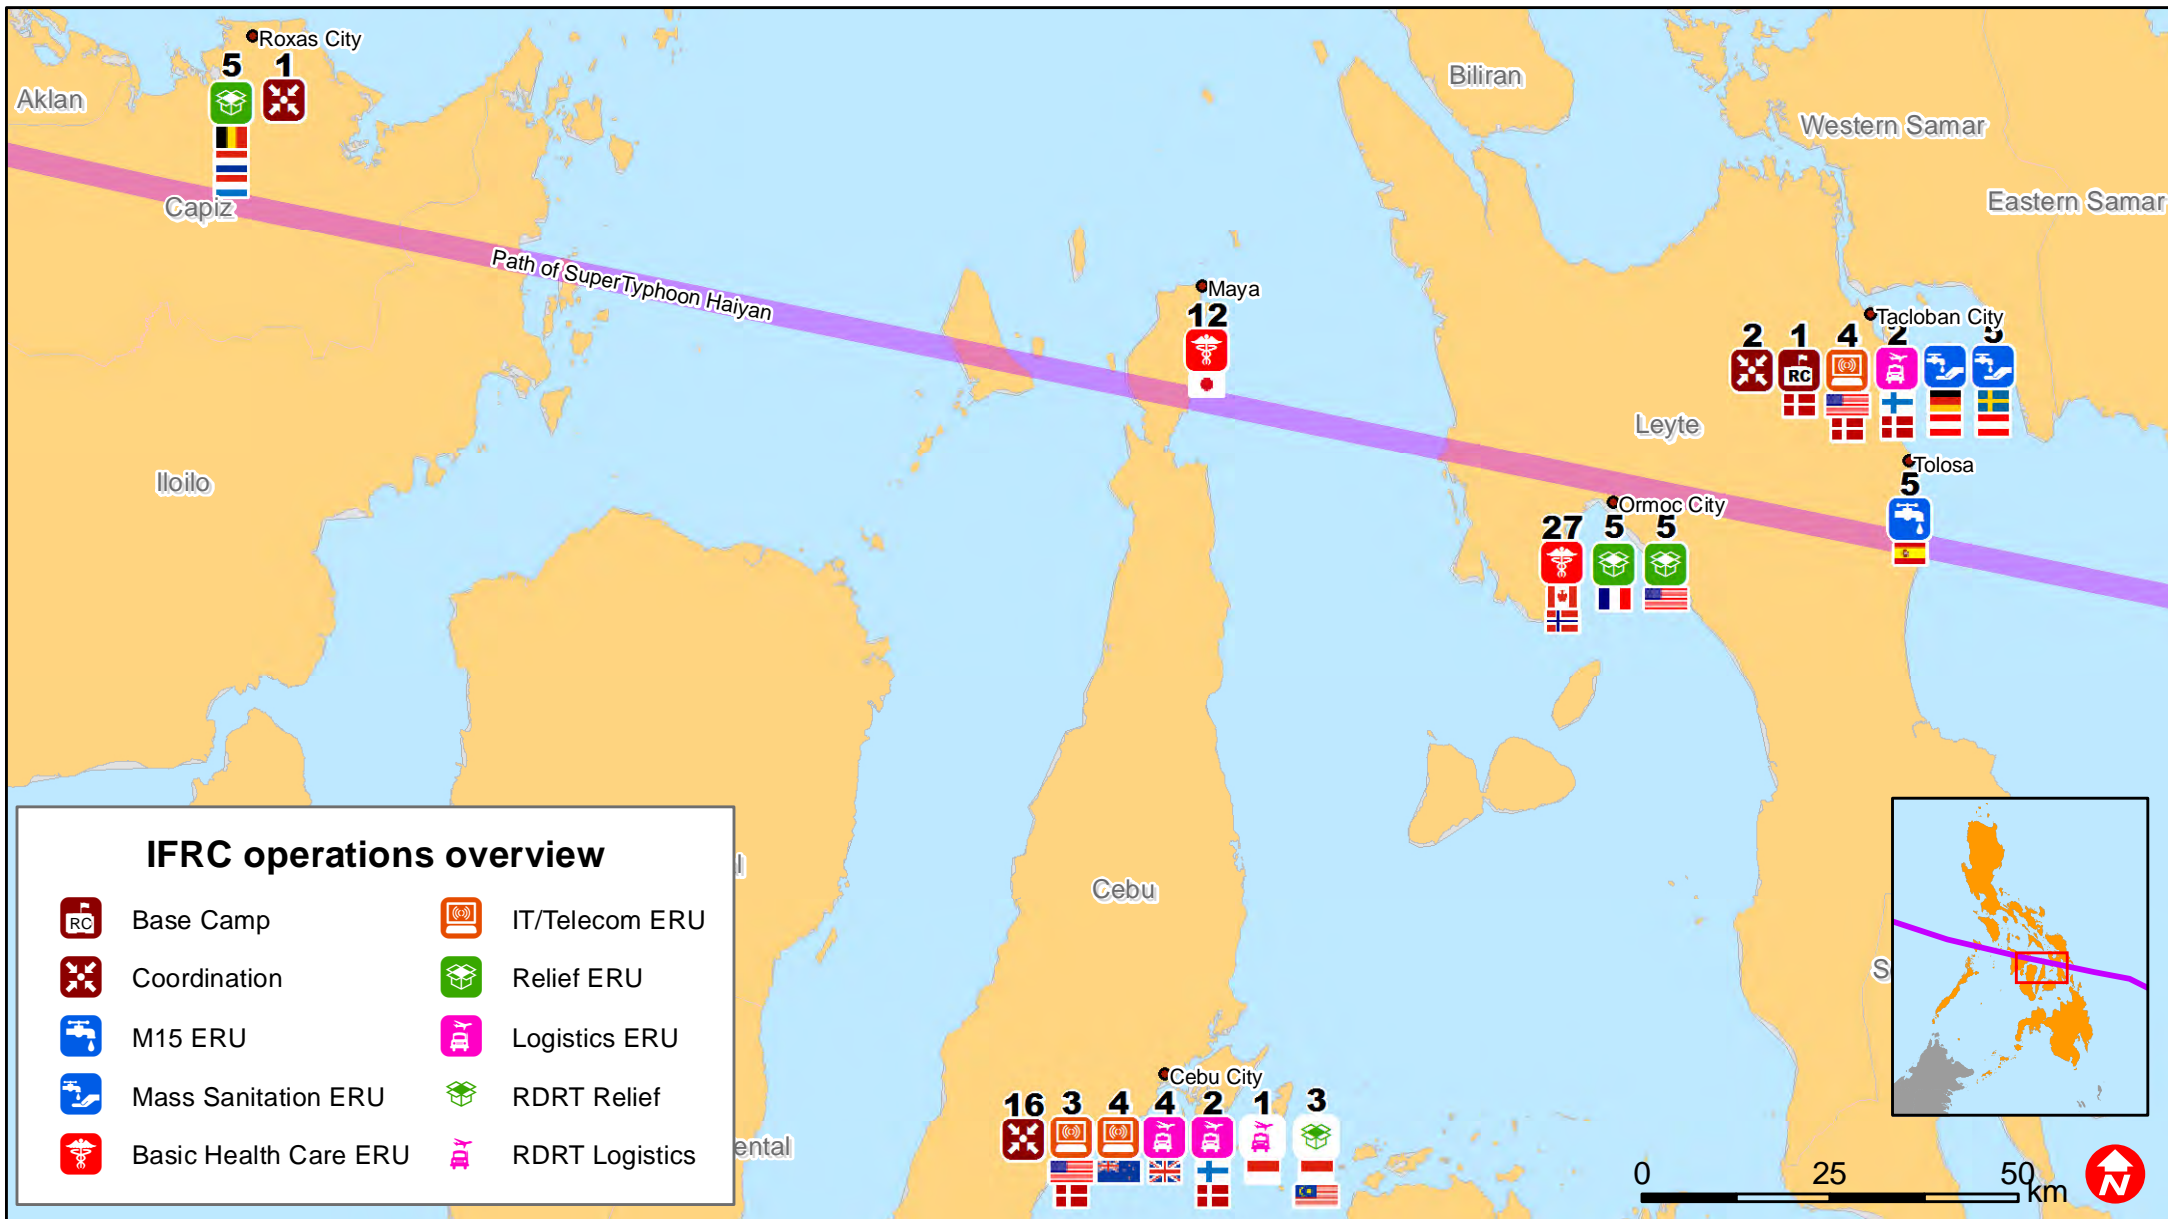 Roxas City
5 1
Aklan
Capiz
Iloilo
Path of SuperTyphoon Haiyan
Biliran
Western Samar
Eastern Samar
Maya
12
Tacloban City
2 1 4 2 5
RC
Leyte
Tolosa
5
Ormoc City
27 5 5
Cebu
Cebu City
16 3 4 4 2 1 3
IFRC operations overview
RC Base Camp
Coordination
M15 ERU
Mass Sanitation ERU
Basic Health Care ERU
IT/Telecom ERU
Relief ERU
Logistics ERU
RDRT Relief
RDRT Logistics
ental
0 25 50 km
N